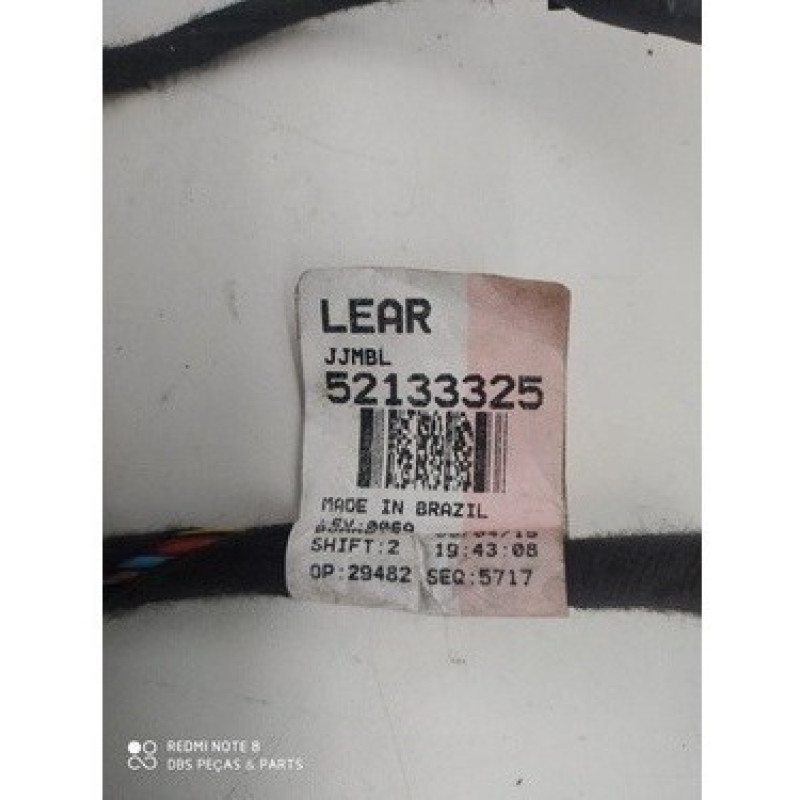 LEAR
JJMBL
52133325
MADE IN BRAZIL
SHIFT:2 19:43:08
OP:29482 SEQ:5717
REDMI NOTE 8
DBS PEÇAS & PARTS